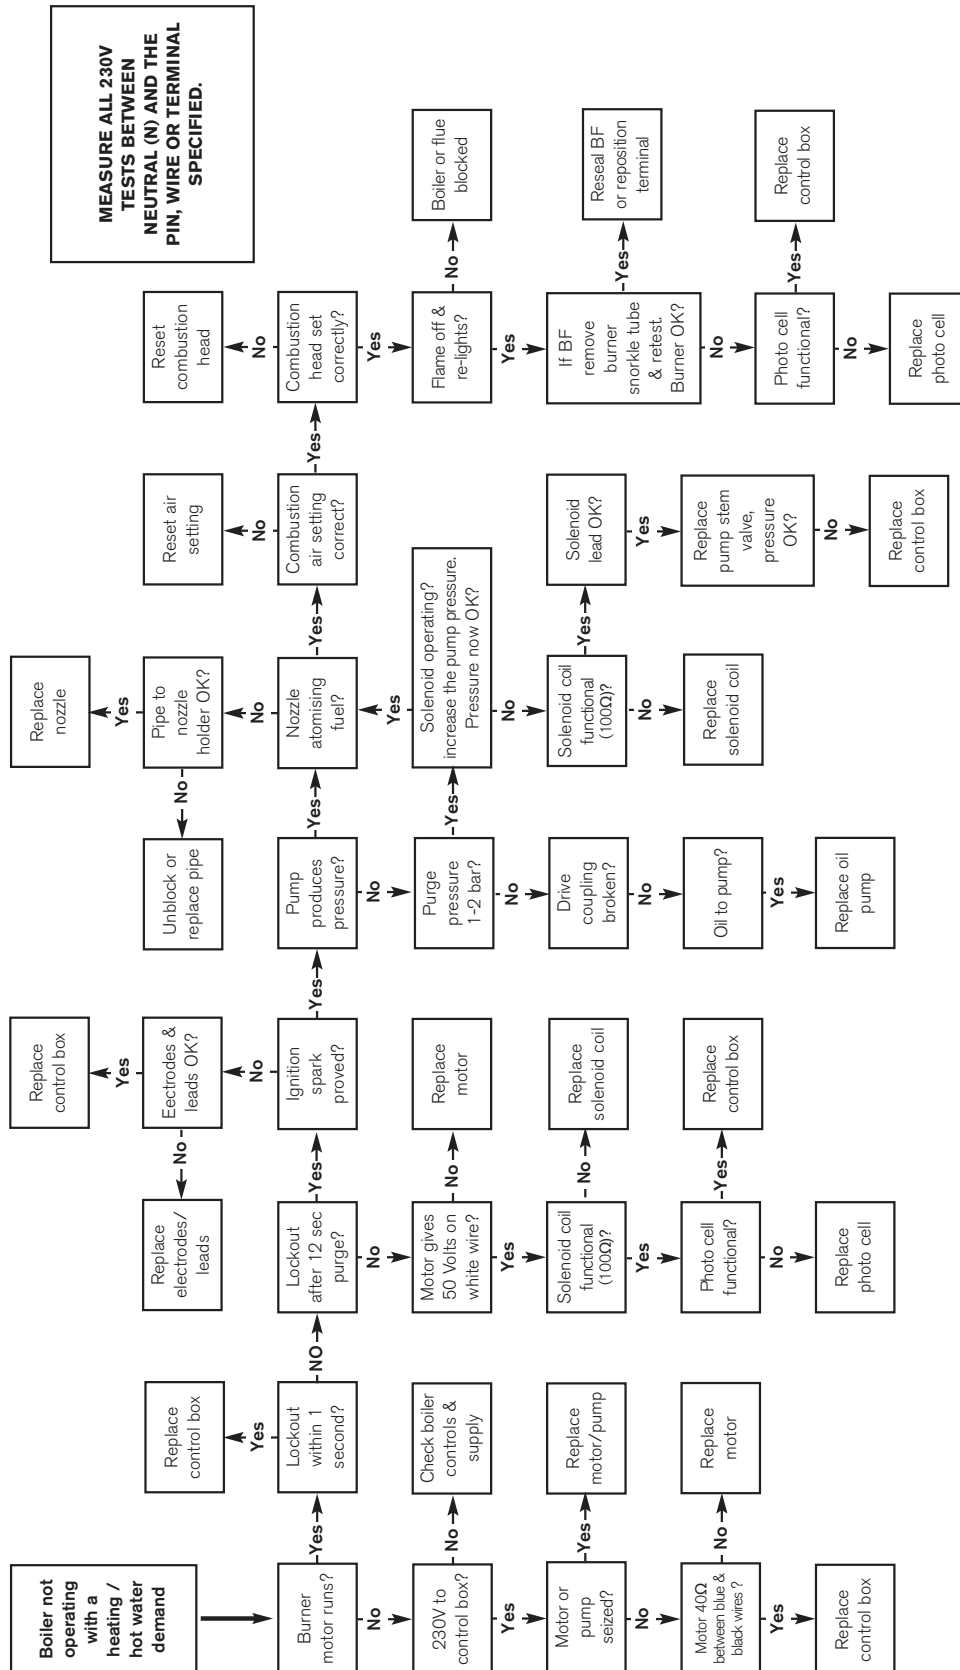 MEASURE ALL 230V
TESTS BETWEEN
NEUTRAL (N) AND THE
PIN, WIRE OR TERMINAL
SPECIFIED.
Boiler not
operating
with a
heating /
hot water
demand
Burner
motor runs?
Yes
No
Lockout
within 1
second?
Yes
Replace
control box
NO
230V to
control box?
No
Check boiler
controls &
supply
Yes
Motor or
pump
seized?
Yes
Replace
motor/pump
No
Motor 40Ω
between blue &
black wires ?
No
Replace
motor
Yes
Replace
control box
Lockout
after 12 sec
purge?
Yes
No
Motor gives
50 Volts on
white wire?
No
Replace
motor
Yes
Solenoid coil
functional
(100Ω)?
No
Replace
solenoid coil
Yes
Photo cell
functional?
Yes
Replace
control box
No
Replace
photo cell
Ignition
spark
proved?
No
Eectrodes &
leads OK?
Yes
Replace
control box
No
Replace
electrodes/
leads
Yes
Pump
produces
pressure?
Yes
No
Purge
pressure
1-2 bar?
Yes
No
Drive
coupling
broken?
No
Oil to pump?
Yes
Replace oil
pump
Nozzle
atomising
fuel?
No
Pipe to
nozzle
holder OK?
Yes
Replace
nozzle
No
Unblock or
replace pipe
Yes
Solenoid operating?
increase the pump pressure.
Pressure now OK?
Yes
No
Solenoid coil
functional
(100Ω)?
Yes
Solenoid
lead OK?
Yes
Replace
pump stem
valve,
pressure
OK?
No
Replace
control box
No
Replace
solenoid coil
Combustion
air setting
correct?
No
Reset air
setting
Yes
Combustion
head set
correctly?
No
Reset
combustion
head
Yes
Flame off &
re-lights?
No
Boiler or flue
blocked
Yes
If BF
remove
burner
snorkle tube
& retest.
Burner OK?
Yes
Reseal BF
or reposition
terminal
No
Photo cell
functional?
Yes
Replace
control box
No
Replace
photo cell